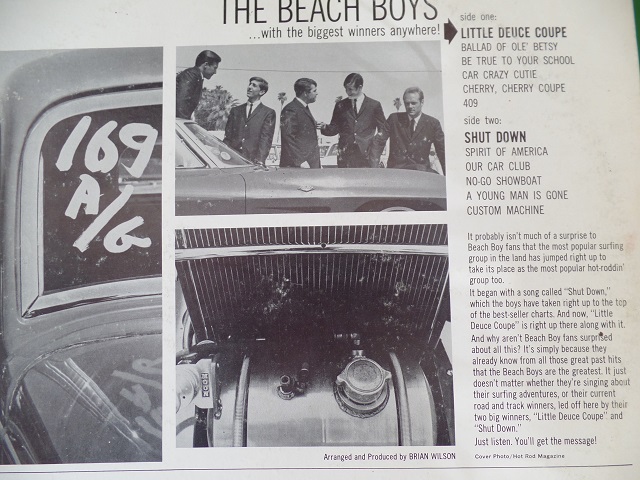 THE BEACH BOYS
...with the biggest winners anywhere!
side one:
LITTLE DEUCE COUPE
BALLAD OF OLE' BETSY
BE TRUE TO YOUR SCHOOL
CAR CRAZY CUTIE
CHERRY, CHERRY COUPE
409
side two:
SHUT DOWN
SPIRIT OF AMERICA
OUR CAR CLUB
NO-GO SHOWBOAT
A YOUNG MAN IS GONE
CUSTOM MACHINE
169
A/G
MOON
It probably isn't much of a surprise to
Beach Boy fans that the most popular surfing
group in the land has jumped right up to
take its place as the most popular hot-roddin'
group too.
It began with a song called "Shut Down,"
which the boys have taken right up to the top
of the best-seller charts. And now, "Little
Deuce Coupe" is right up there along with it.
And why aren't Beach Boy fans surprised
about all this? It's simply because they
already know from all those great past hits
that the Beach Boys are the greatest. It just
doesn't matter whether they're singing about
their surfing adventures, or their current
road and track winners, led off here by their
two big winners, "Little Deuce Coupe" and
"Shut Down."
Just listen. You'll get the message!
Arranged and Produced by BRIAN WILSON
Cover Photo/Hot Rod Magazine